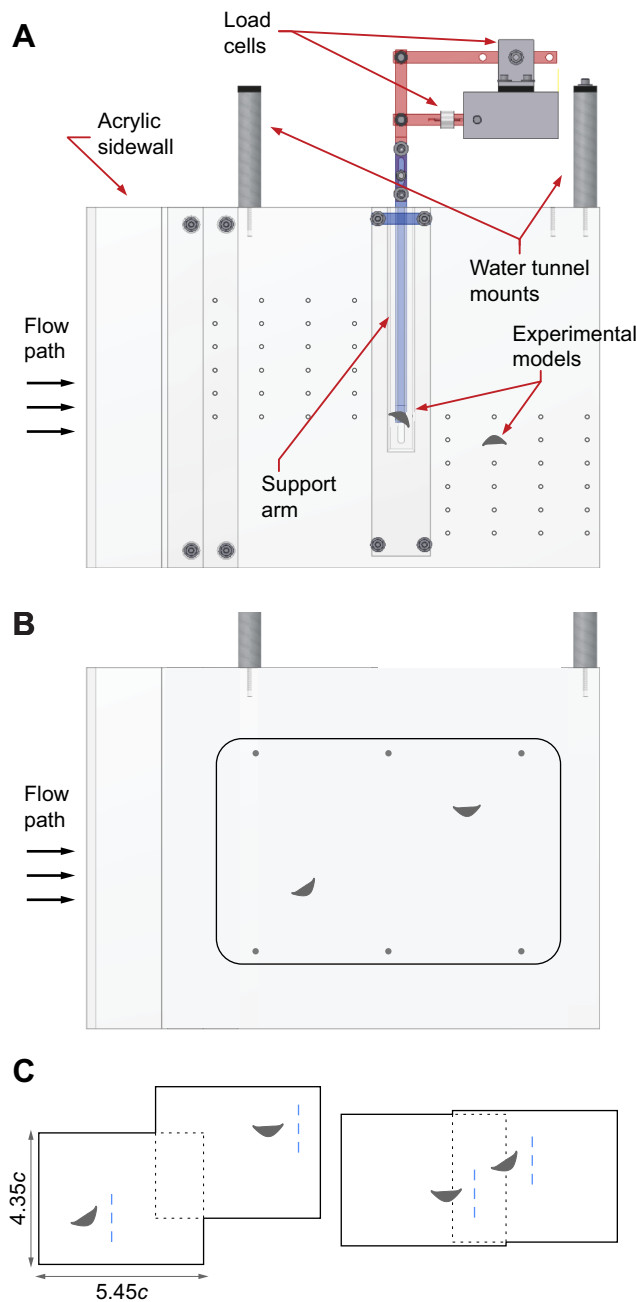 A
Load
cells
Acrylic
sidewall
Water tunnel
mounts
Flow
path
Experimental
models
Support
arm
B
Flow
path
C
4.35c
5.45c